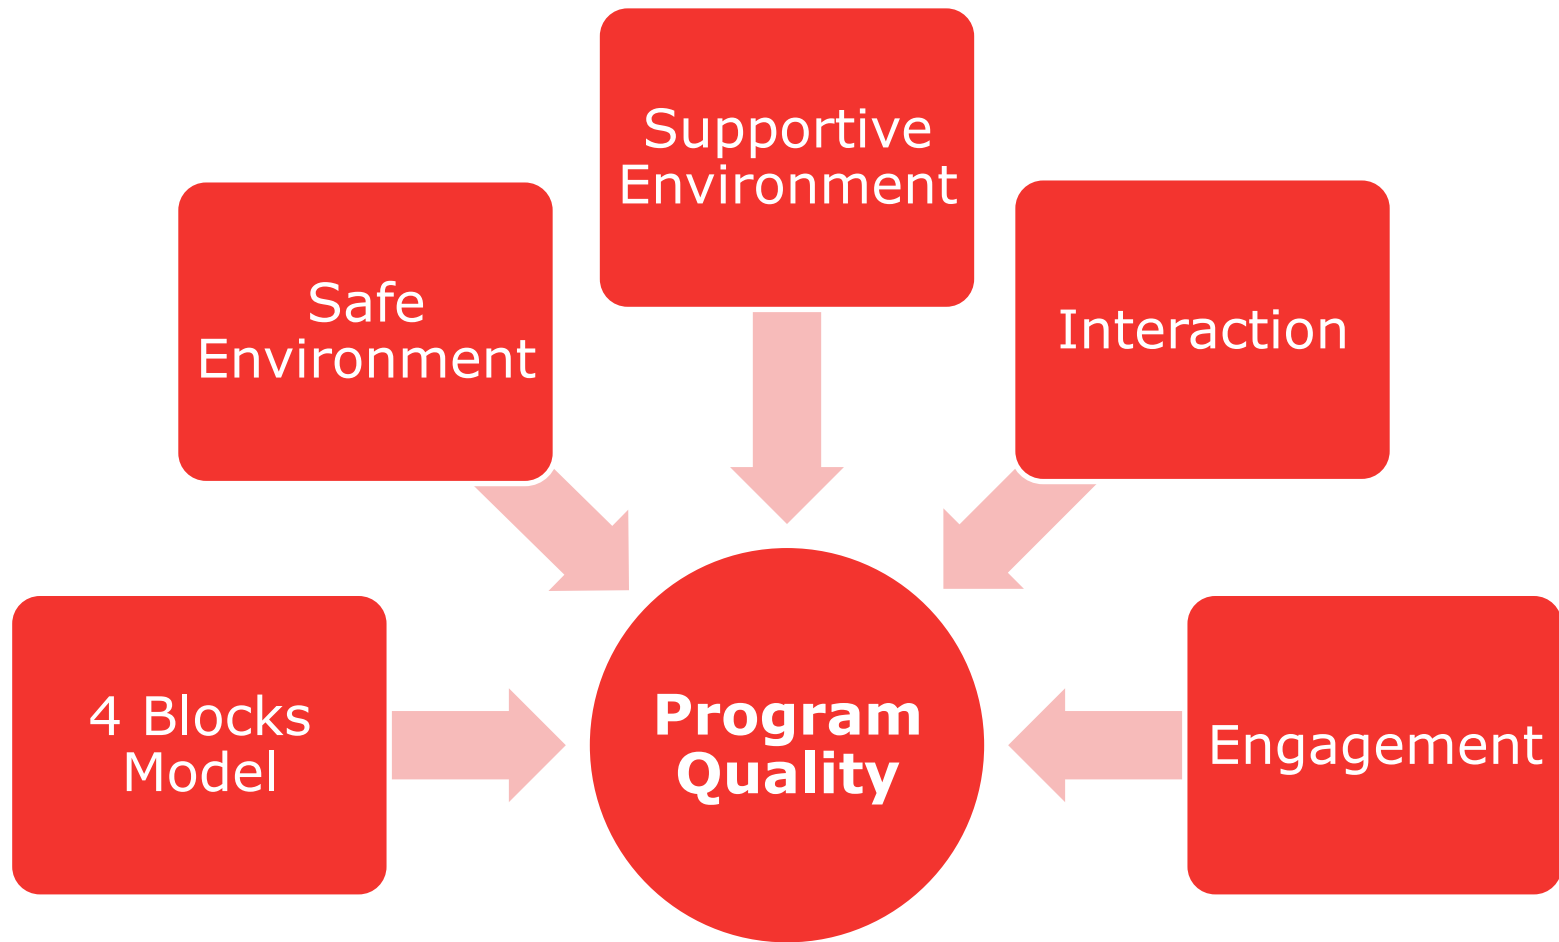 Supportive
Environment
Safe
Environment
Interaction
4 Blocks
Model
Program
Quality
Engagement